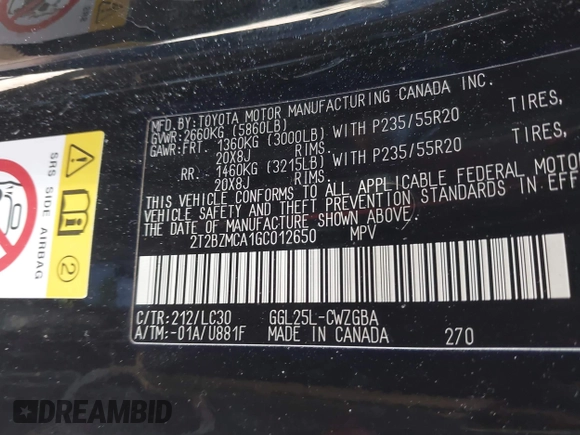 MFD.BY:TOYOTA MOTOR MANUFACTURING CANADA INC.
GVWR:2660KG (5860LB)
GAWR:FRT. 1360KG (3000LB) WITH P235/55R20 TIRES,
20X8J RIMS.
RR. 1460KG (3215LB) WITH P235/55R20 TIRES,
20X8J RIMS.
THIS VEHICLE CONFORMS TO ALL APPLICABLE FEDERAL MOTOR
VEHICLE SAFETY AND THEFT PREVENTION STANDARDS IN EFFECT
THE DATE OF MANUFACTURE SHOWN ABOVE.
2T2BZMCA1GC012650 MPV
C/TR:212/LC30 GGL25L-CWZGBA
A/TM:-01A/U881F MADE IN CANADA 270
SRS SIDE AIRBAG
2
DREAMBID